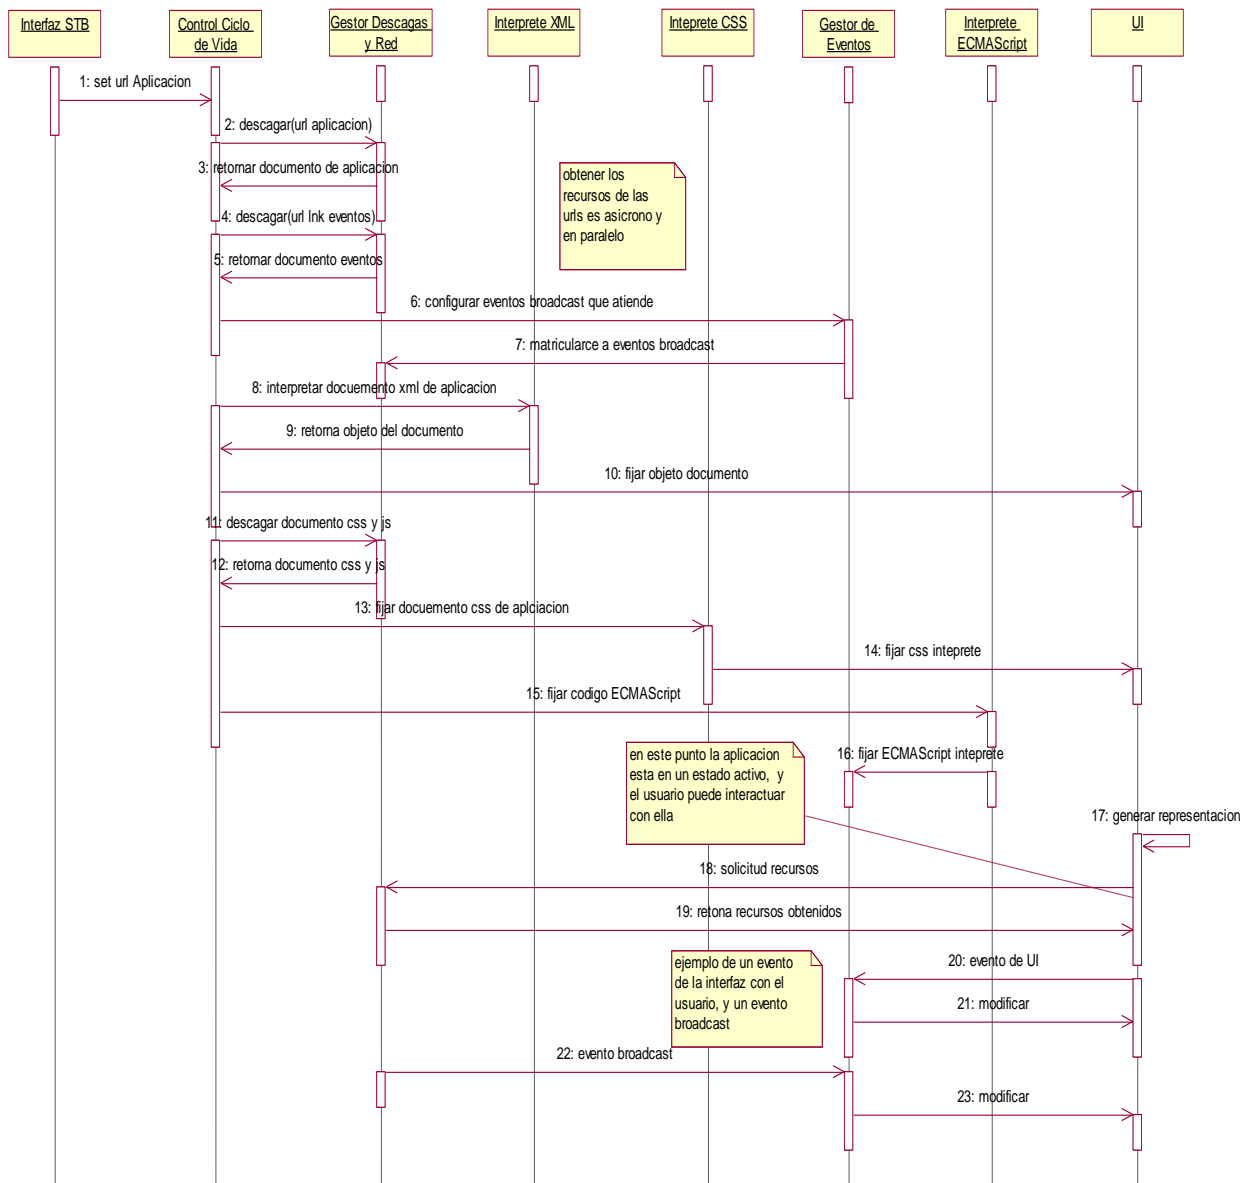 Interfaz STB
Control Ciclo
de Vida
Gestor Descagas
y Red
Interprete XML
Inteprete CSS
Gestor de
Eventos
Interprete
ECMAScript
UI
1: set url Aplicacion
2: descagar(url aplicacion)
3: retornar documento de aplicacion
obtener los
recursos de las
urls es asicrono y
en paralelo
4: descagar(url lnk eventos)
5: retornar documento eventos
6: configurar eventos broadcast que atiende
7: matricularce a eventos broadcast
8: interpretar docuemento xml de aplicacion
9: retorna objeto del documento
10: fijar objeto documento
11: descagar documento css y js
12: retorna documento css y js
13: fijar docuemento css de aplciacion
14: fijar css inteprete
15: fijar codigo ECMAScript
en este punto la aplicacion
esta en un estado activo, y
el usuario puede interactuar
con ella
16: fijar ECMAScript inteprete
17: generar representacion
18: solicitud recursos
19: retona recursos obtenidos
ejemplo de un evento
de la interfaz con el
usuario, y un evento
broadcast
20: evento de UI
21: modificar
22: evento broadcast
23: modificar